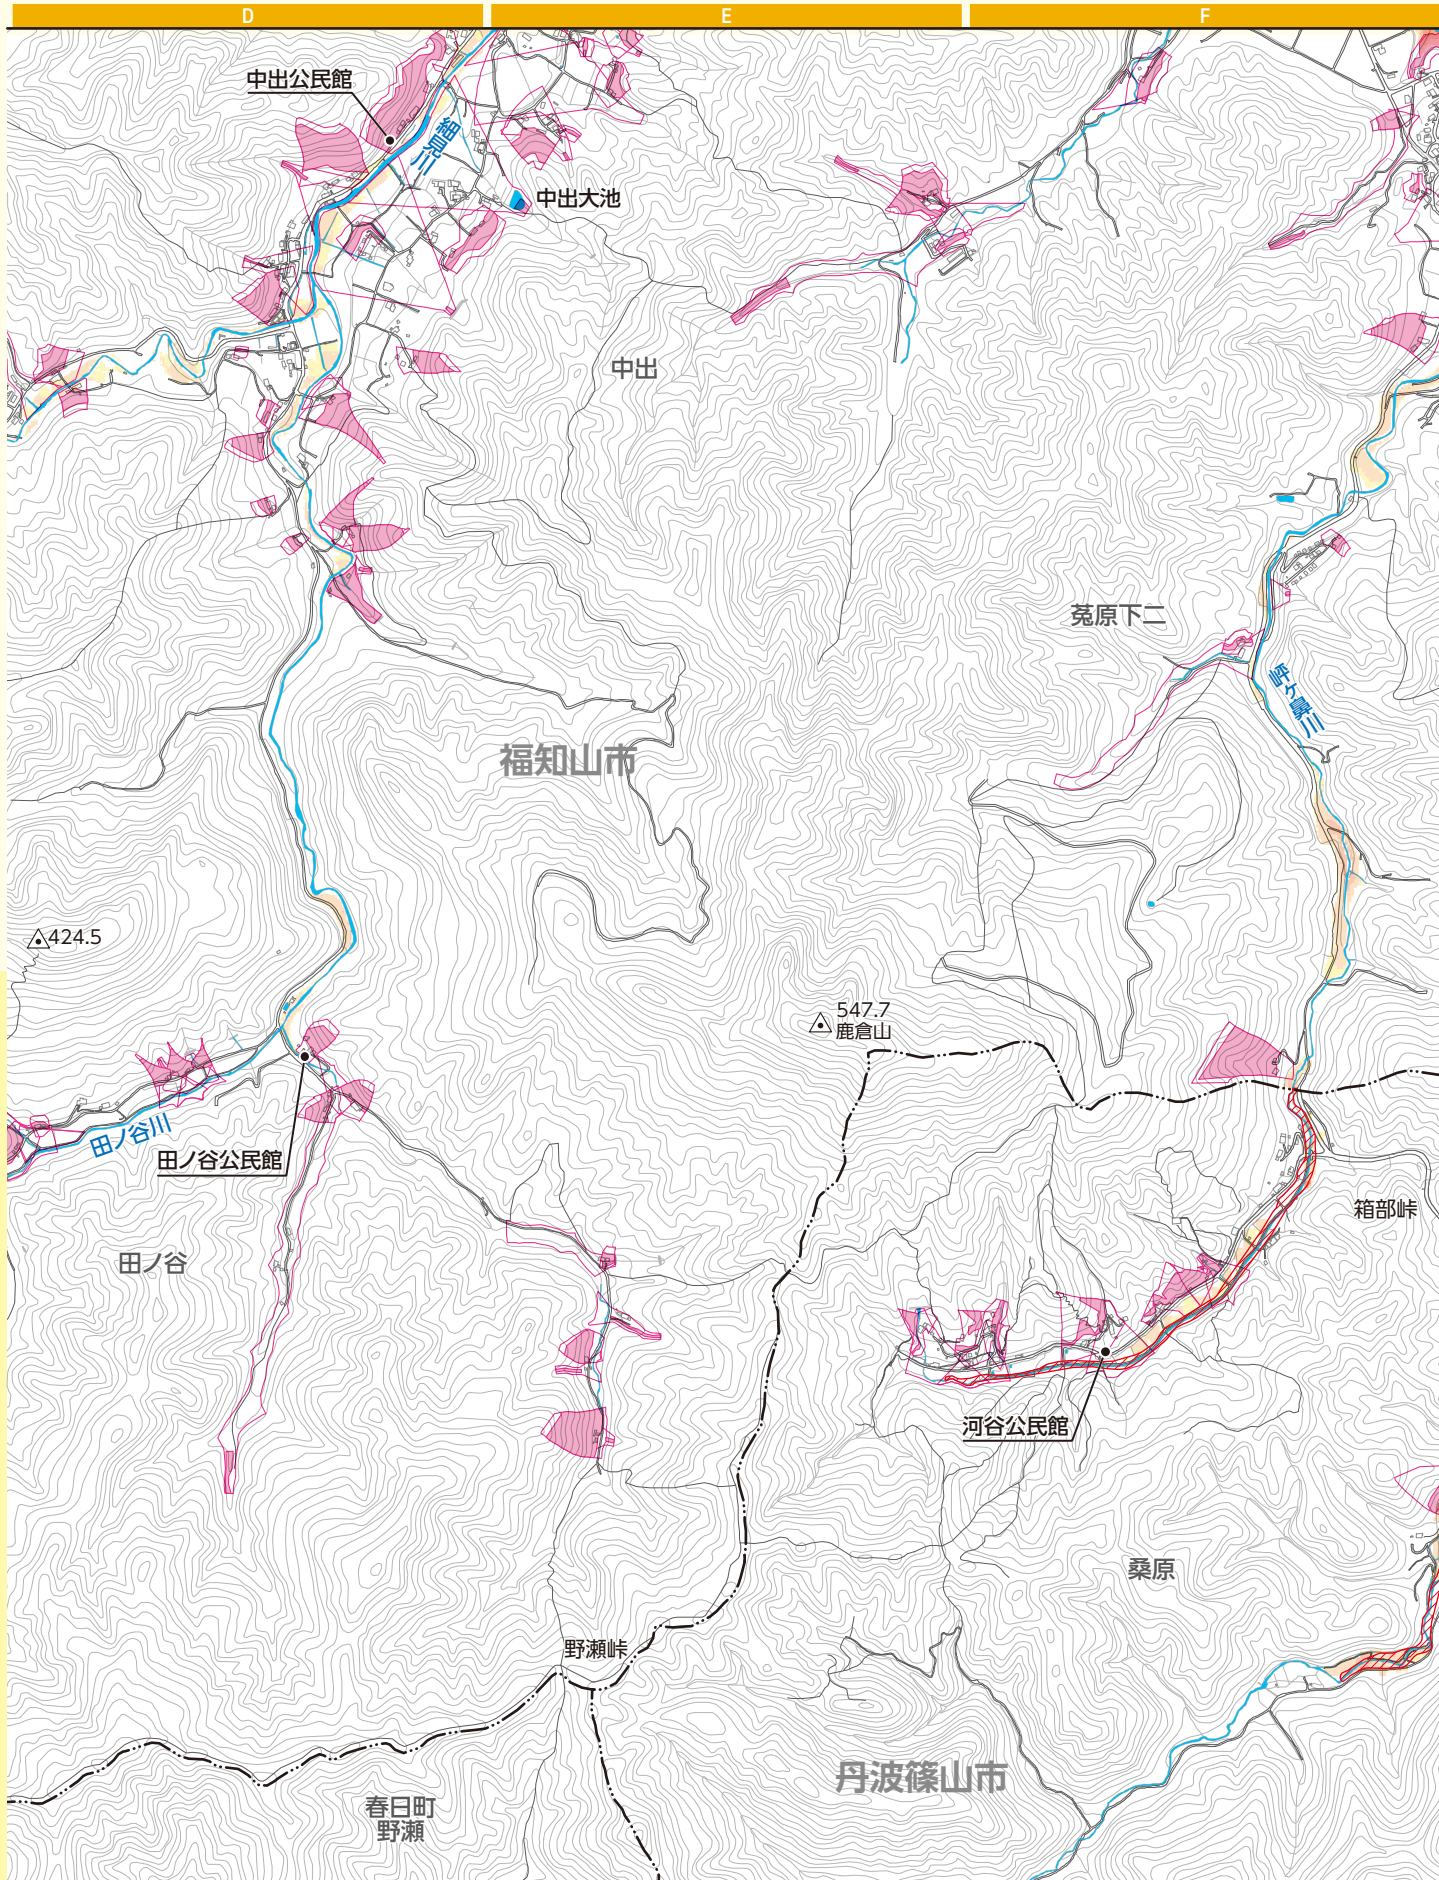 D
E
F
中出公民館
細見川
中出大池
中出
菟原下二
岼ヶ鼻川
福知山市
424.5
547.7
鹿倉山
田ノ谷川
田ノ谷公民館
箱部峠
田ノ谷
河谷公民館
桑原
野瀬峠
丹波篠山市
春日町
野瀬